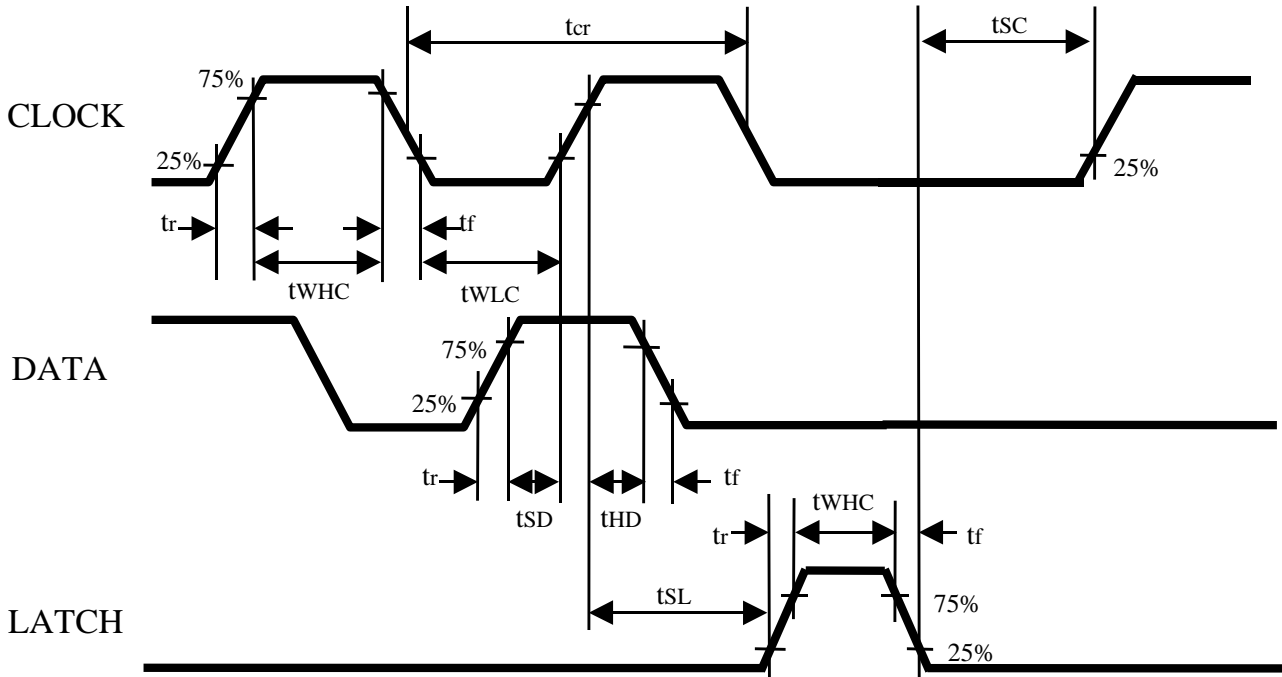 tcr
tSC
75%
CLOCK
25%
25%
tr
tf
tWHC
tWLC
75%
DATA
25%
tr
tf
tSD
tHD
tWHC
tr
tf
tSL
75%
LATCH
25%